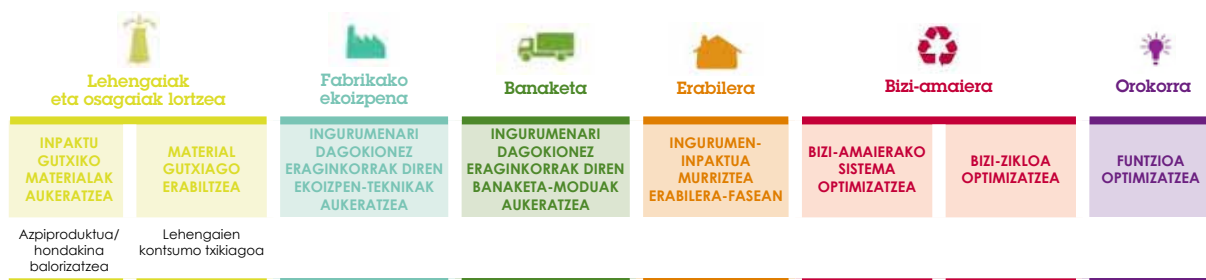 Lehengaiak
eta osagaiak lortzea
Fabrikako
ekoizpena
Banaketa
Erabilera
Bizi-amaiera
Orokorra
INPAKTU
GUTXIKO
MATERIALAK
AUKERATZEA
MATERIAL
GUTXIAGO
ERABILTZEA
INGURUMENARI
DAGOKIONEZ
ERAGINKORRAK DIREN
EKOIZPEN-TEKNIKAK
AUKERATZEA
INGURUMENARI
DAGOKIONEZ
ERAGINKORRAK DIREN
BANAKETA-MODUAK
AUKERATZEA
INGURUMEN-
INPAKTUA
MURRIZTEA
ERABILERA-FASEAN
BIZI-AMAIERAKO
SISTEMA
OPTIMIZATZEA
BIZI-ZIKLOA
OPTIMIZATZEA
FUNTZIOA
OPTIMIZATZEA
Azpiproduktua/
hondakina
balorizatzea
Lehengaien
kontsumo txikiagoa